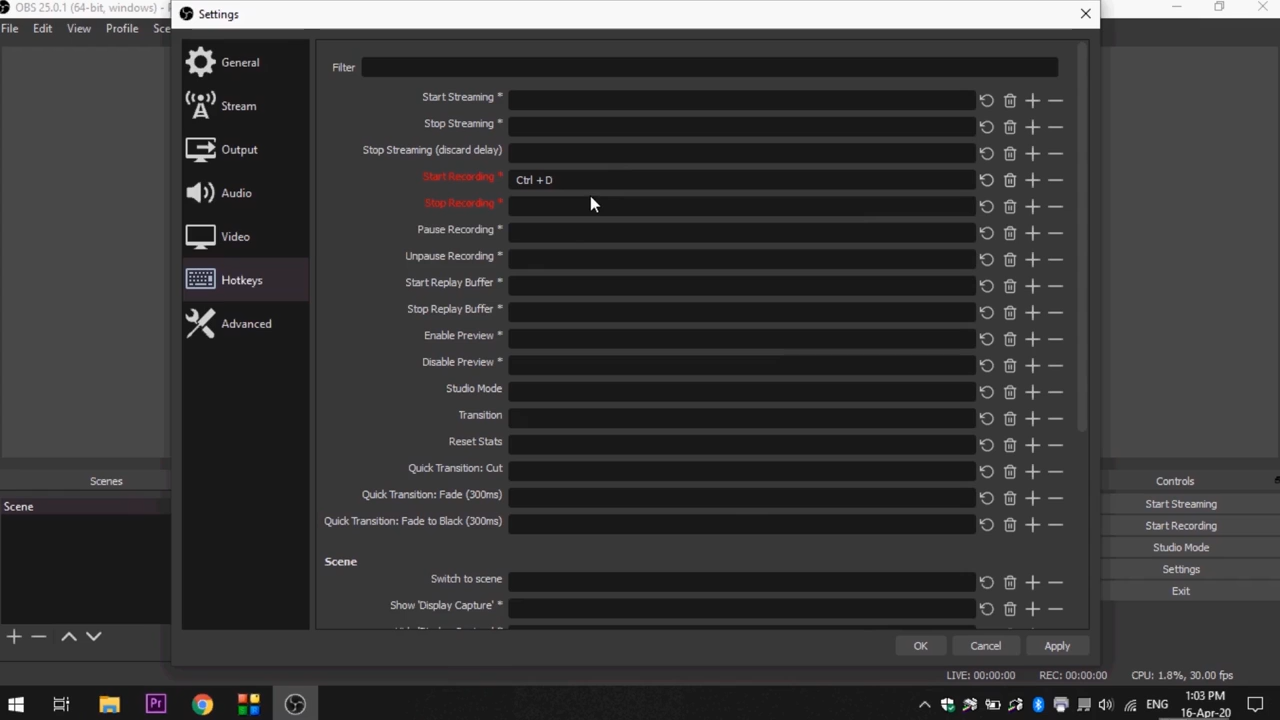 OBS 25.0.1 (64-bit, windows) -
Settings
File Edit View Profile Sce
General
Stream
Output
Audio
Video
Hotkeys
Advanced
Filter
Start Streaming *
Stop Streaming *
Stop Streaming (discard delay)
Start Recording * Ctrl + D
Stop Recording *
Pause Recording *
Unpause Recording *
Start Replay Buffer *
Stop Replay Buffer *
Enable Preview *
Disable Preview *
Studio Mode
Transition
Reset Stats
Quick Transition: Cut
Quick Transition: Fade (300ms)
Quick Transition: Fade to Black (300ms)
Scene
Switch to scene
Show 'Display Capture' *
OK Cancel Apply
Scenes
Scene
Controls
Start Streaming
Start Recording
Studio Mode
Settings
Exit
LIVE: 00:00:00 REC: 00:00:00 CPU: 1.8%, 30.00 fps
Pr
ENG
1:03 PM
16-Apr-20